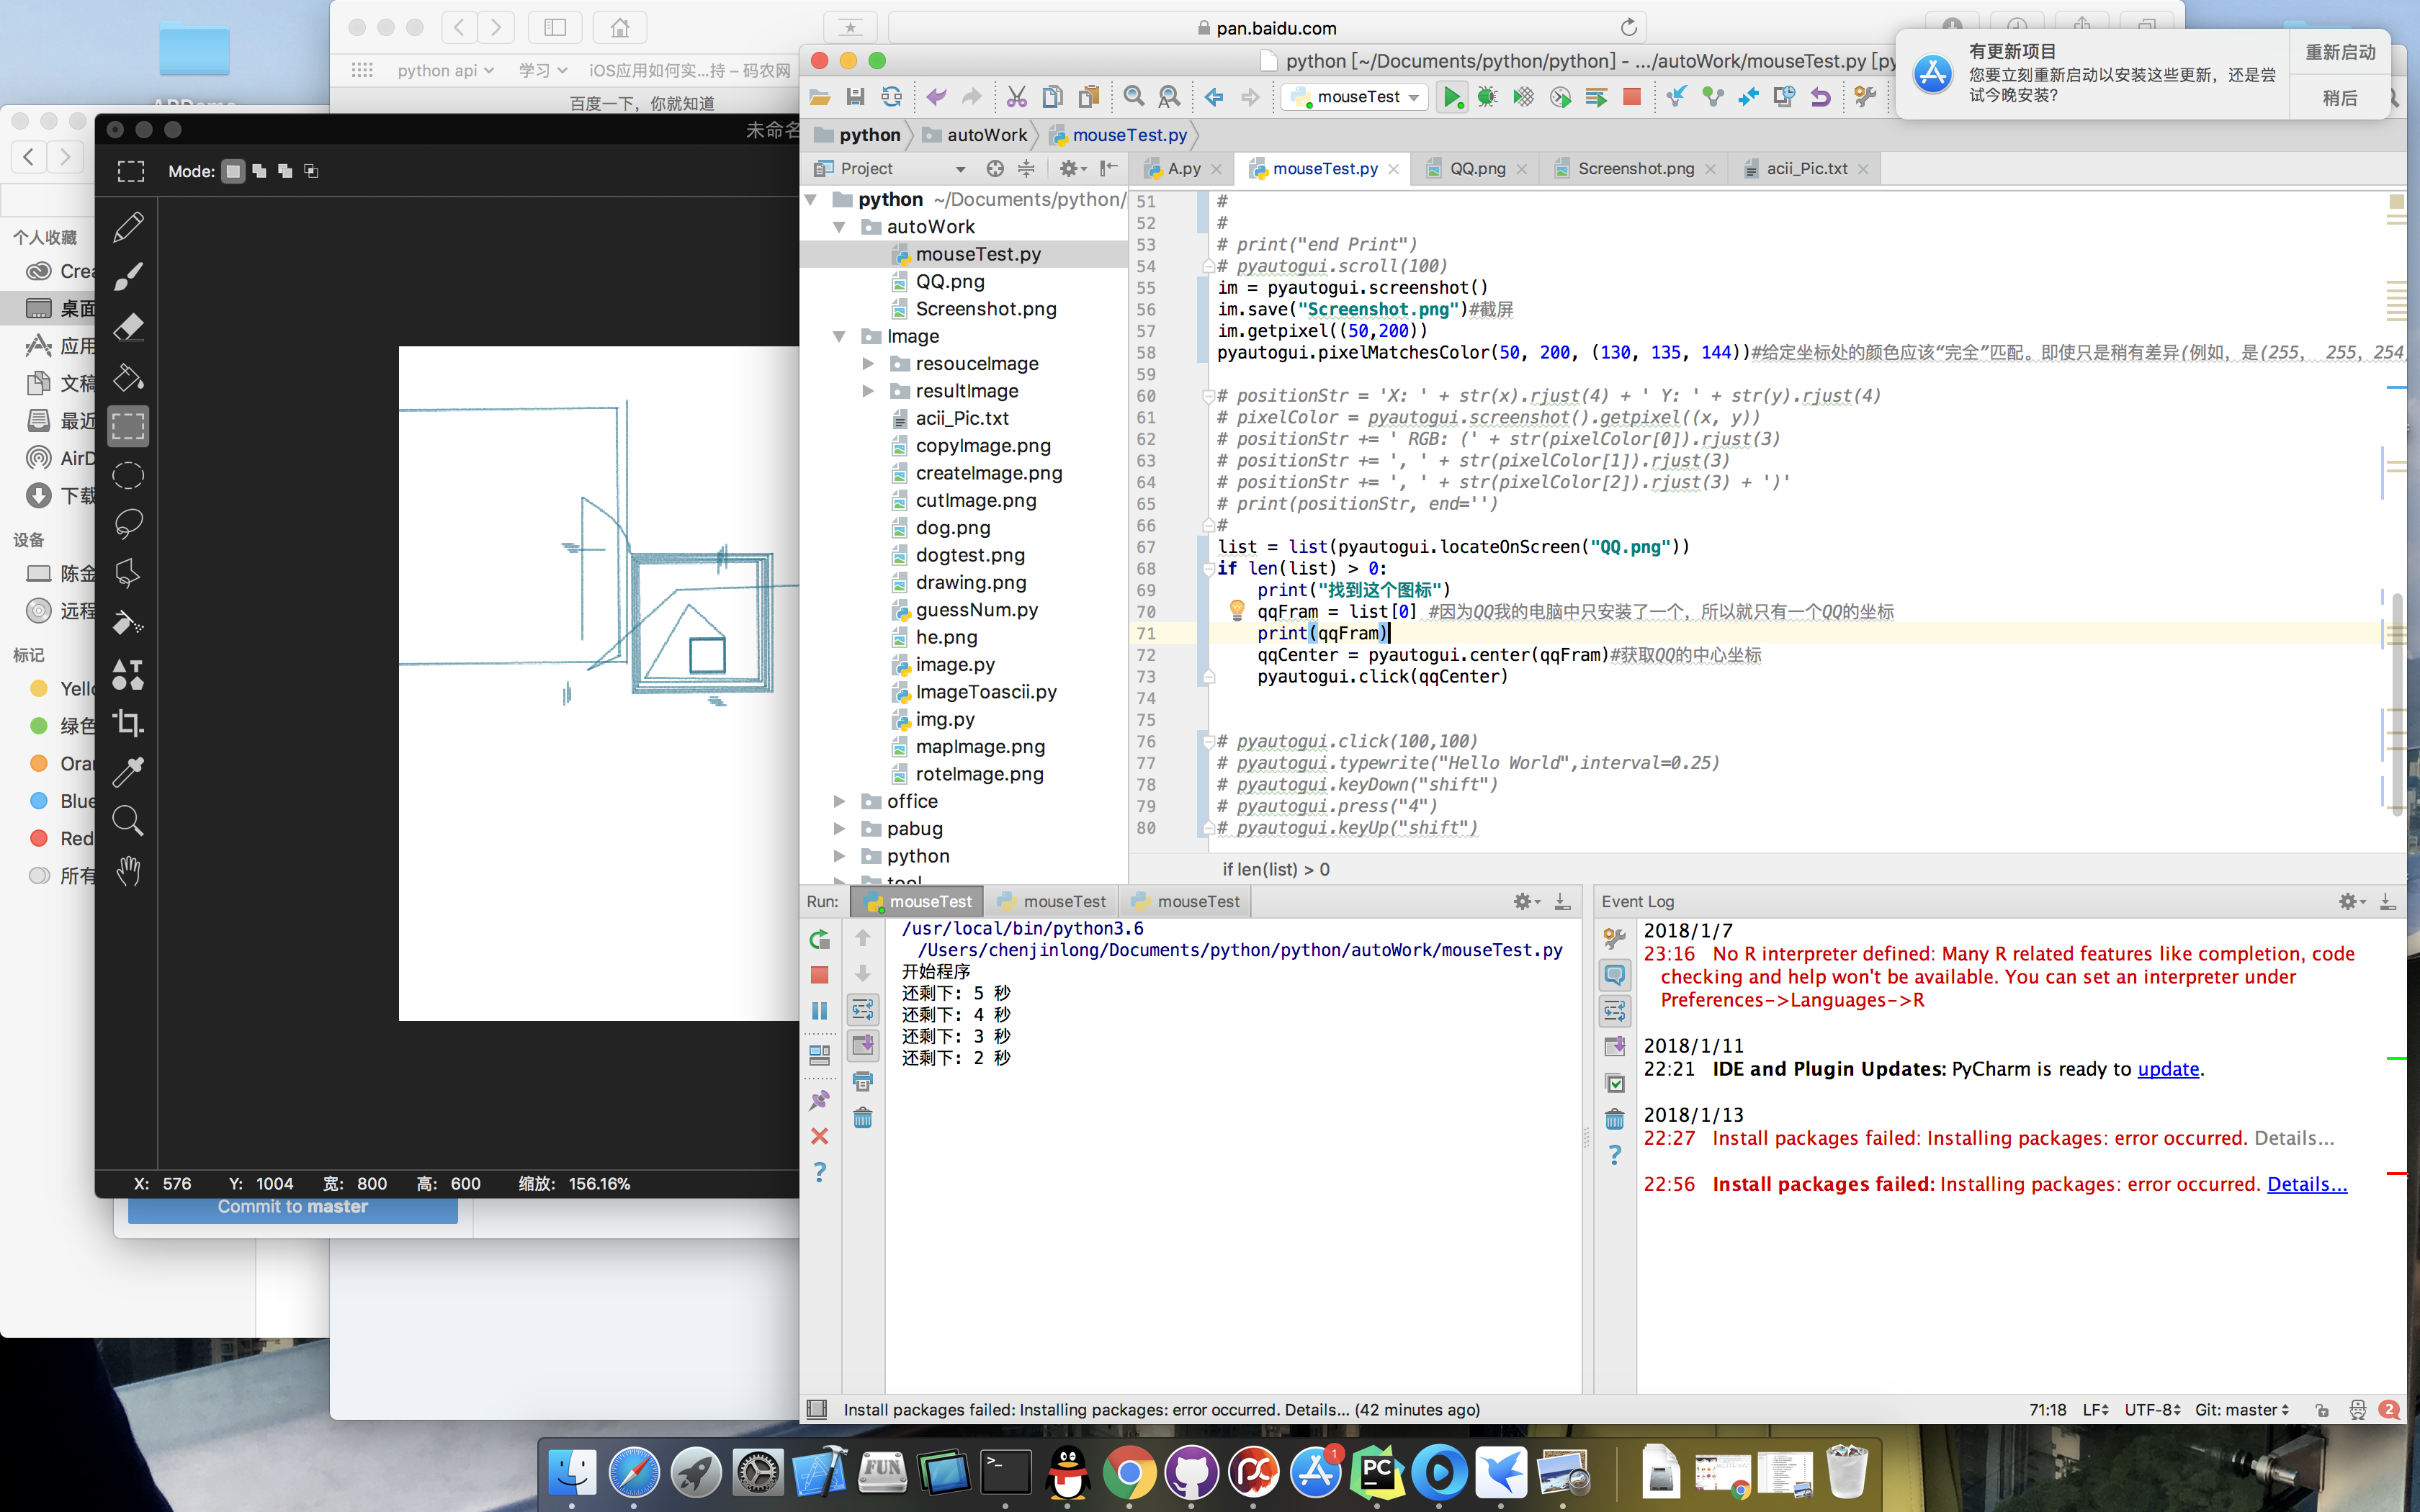 pan.baidu.com
python api
学习
iOS应用如何实...持 – 码农网
百度一下，你就知道
有更新项目
您要立刻重新启动以安装这些更新，还是尝
试今晚安装？
重新启动
稍后
python [~/Documents/python/python] - .../autoWork/mouseTest.py [py
mouseTest
python
autoWork
mouseTest.py
未命名
Mode:
个人收藏
Crea
桌面
应用
文稿
最近
AirD
下载
设备
陈金
远程
标记
Yello
绿色
Oran
Blue
Red
所有
Project
A.py
mouseTest.py
QQ.png
Screenshot.png
acii_Pic.txt
python ~/Documents/python/
autoWork
mouseTest.py
QQ.png
Screenshot.png
Image
resouceImage
resultImage
acii_Pic.txt
copyImage.png
createImage.png
cutImage.png
dog.png
dogtest.png
drawing.png
guessNum.py
he.png
image.py
ImageToascii.py
img.py
mapImage.png
roteImage.png
office
pabug
python
tool
51 #
52 #
53 # print("end Print")
54 # pyautogui.scroll(100)
55 im = pyautogui.screenshot()
56 im.save("Screenshot.png")#截屏
57 im.getpixel((50,200))
58 pyautogui.pixelMatchesColor(50, 200, (130, 135, 144))#给定坐标处的颜色应该“完全”匹配。即使只是稍有差异(例如，是(255, 255, 254
59
60 # positionStr = 'X: ' + str(x).rjust(4) + ' Y: ' + str(y).rjust(4)
61 # pixelColor = pyautogui.screenshot().getpixel((x, y))
62 # positionStr += ' RGB: (' + str(pixelColor[0]).rjust(3)
63 # positionStr += ', ' + str(pixelColor[1]).rjust(3)
64 # positionStr += ', ' + str(pixelColor[2]).rjust(3) + ')'
65 # print(positionStr, end='')
66 #
67 list = list(pyautogui.locateOnScreen("QQ.png"))
68 if len(list) > 0:
69 print("找到这个图标")
70 qqFram = list[0] #因为QQ我的电脑中只安装了一个，所以就只有一个QQ的坐标
71 print(qqFram)
72 qqCenter = pyautogui.center(qqFram)#获取QQ的中心坐标
73 pyautogui.click(qqCenter)
74
75
76 # pyautogui.click(100,100)
77 # pyautogui.typewrite("Hello World",interval=0.25)
78 # pyautogui.keyDown("shift")
79 # pyautogui.press("4")
80 # pyautogui.keyUp("shift")
if len(list) > 0
Run:
mouseTest
mouseTest
mouseTest
/usr/local/bin/python3.6
/Users/chenjinlong/Documents/python/python/autoWork/mouseTest.py
开始程序
还剩下: 5 秒
还剩下: 4 秒
还剩下: 3 秒
还剩下: 2 秒
Event Log
2018/1/7
23:16 No R interpreter defined: Many R related features like completion, code
checking and help won't be available. You can set an interpreter under
Preferences->Languages->R
2018/1/11
22:21 IDE and Plugin Updates: PyCharm is ready to update.
2018/1/13
22:27 Install packages failed: Installing packages: error occurred. Details...
22:56 Install packages failed: Installing packages: error occurred. Details...
X: 576 Y: 1004 宽: 800 高: 600 缩放: 156.16%
Commit to master
Install packages failed: Installing packages: error occurred. Details... (42 minutes ago)
71:18 LF UTF-8 Git: master
2
FUN
1
PC